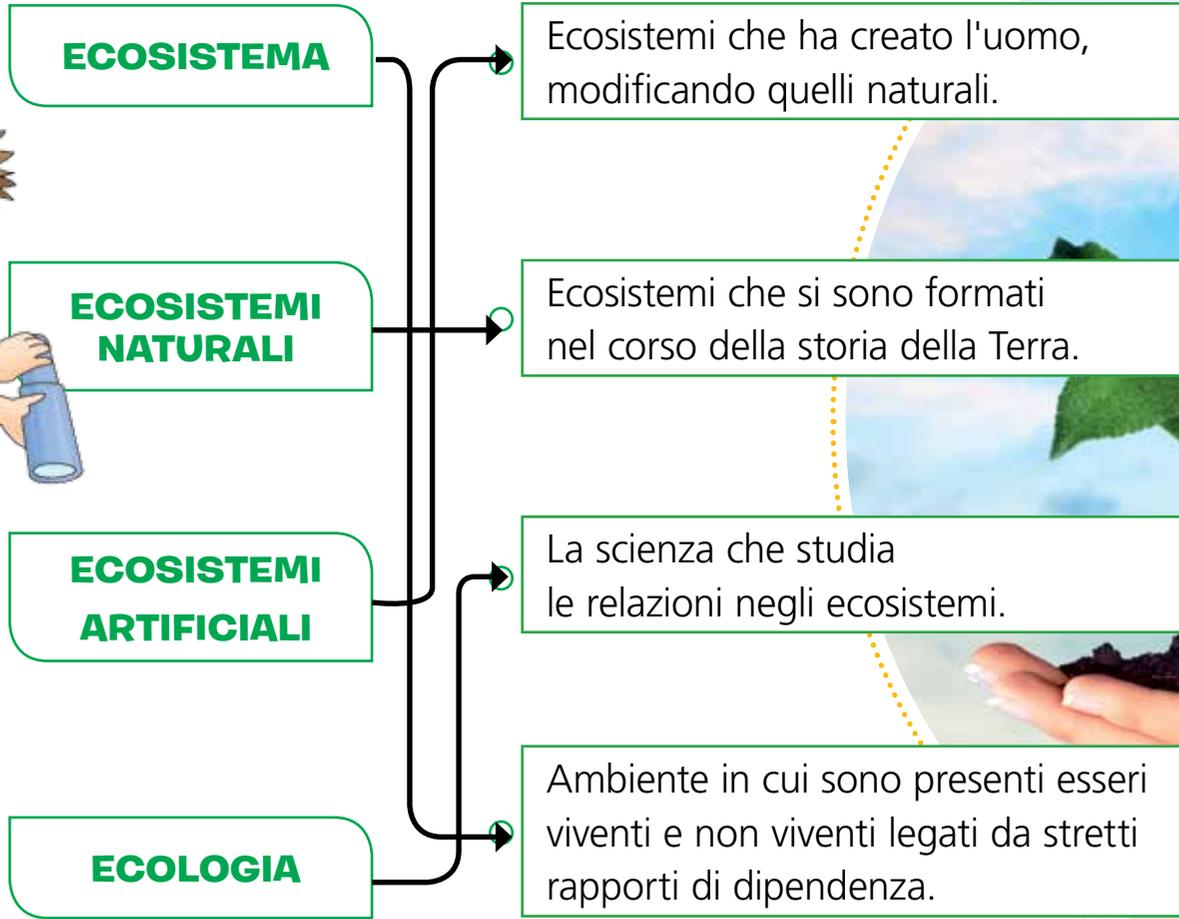 ECOSISTEMA
Ecosistemi che ha creato l'uomo,
modificando quelli naturali.
ECOSISTEMI
NATURALI
Ecosistemi che si sono formati
nel corso della storia della Terra.
ECOSISTEMI
ARTIFICIALI
La scienza che studia
le relazioni negli ecosistemi.
ECOLOGIA
Ambiente in cui sono presenti esseri
viventi e non viventi legati da stretti
rapporti di dipendenza.